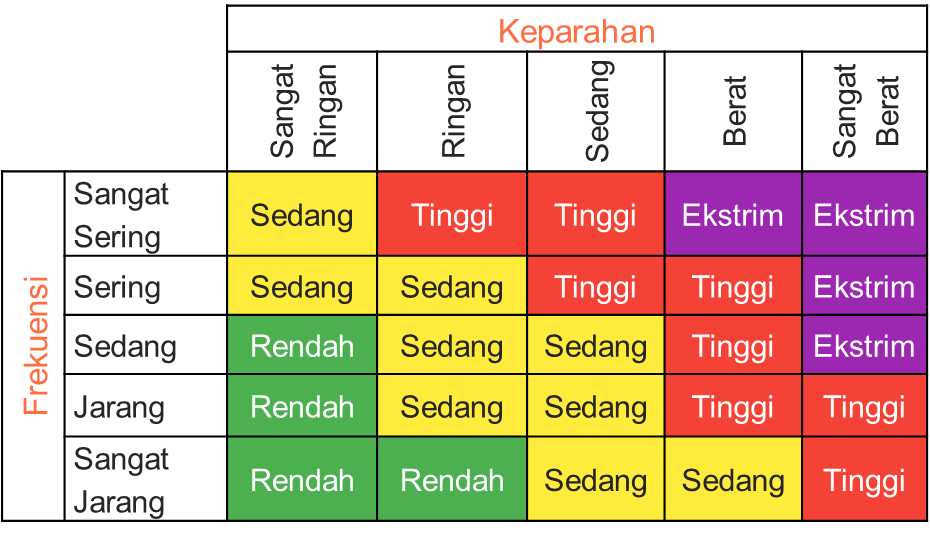 Keparahan
Sangat
Ringan
Ringan
Sedang
Berat
Sangat
Berat
Frekuensi
Sangat
Sering
Sedang
Tinggi
Tinggi
Ekstrim
Ekstrim
Sering
Sedang
Sedang
Tinggi
Tinggi
Ekstrim
Sedang
Rendah
Sedang
Sedang
Tinggi
Ekstrim
Jarang
Rendah
Sedang
Sedang
Tinggi
Tinggi
Sangat
Jarang
Rendah
Rendah
Sedang
Sedang
Tinggi